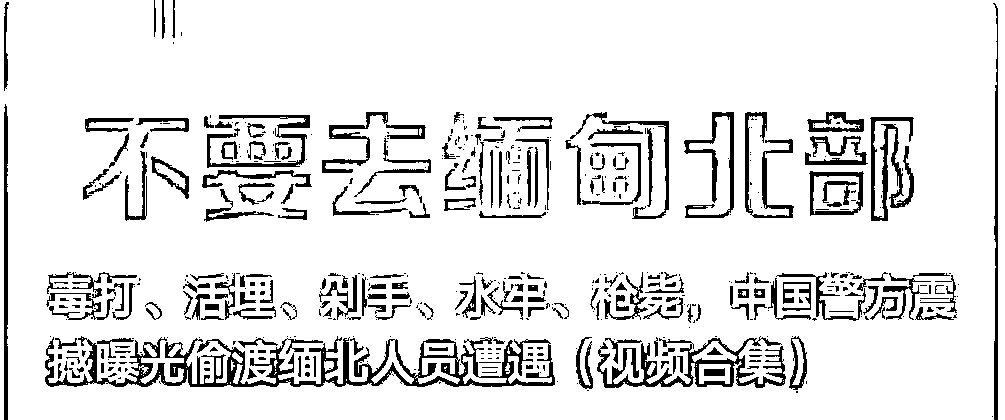 不要去缅甸北部
毒打、活埋、剁手、水牢、枪毙，中国警方震
撼曝光偷渡缅北人员遭遇（视频合集）